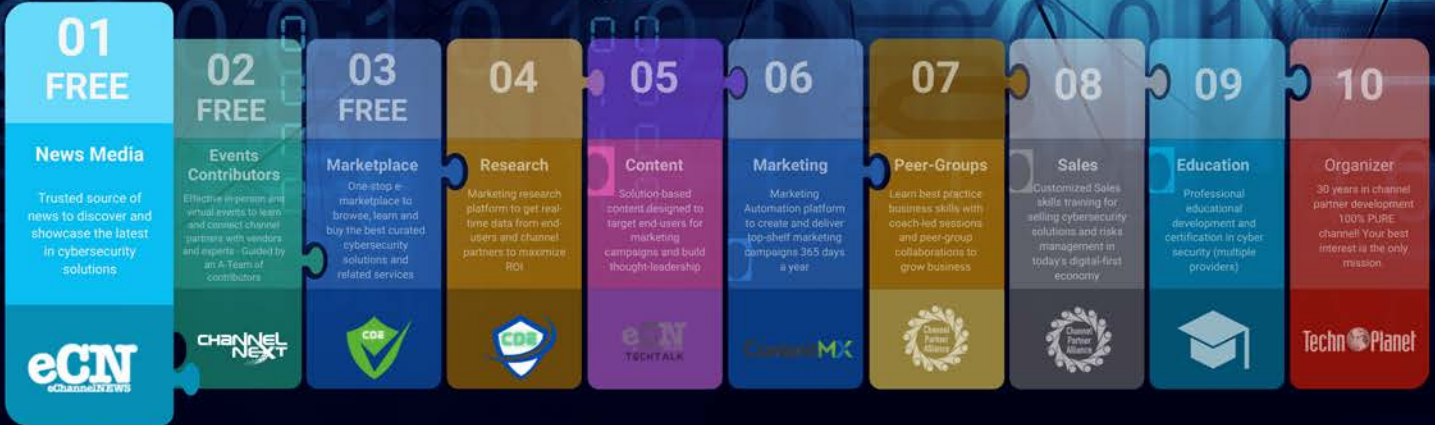 01
FREE
News Media
Trusted source of
news to discover and
showcase the latest
in cybersecurity
solutions
eCN
eChannelNEWS
02
FREE
Events
Contributors
Effective in-person and
virtual events to learn
and connect channel
partners with vendors
and experts - Guided by
an A-Team of
contributors
CHANNEL
NEXT
03
FREE
Marketplace
One-stop e-
marketplace to
browse, learn and
buy the best curated
cybersecurity
solutions and
related services
CDE
04
Research
Marketing research
platform to get real-
time data from end-
users and channel
partners to maximize
ROI
CDE
05
Content
Solution-based
content designed to
target end-users for
marketing
campaigns and build
thought-leadership
eCN
TECHTALK
06
Marketing
Marketing
Automation platform
to create and deliver
top-shelf marketing
campaigns 365 days
a year
ContentMX
07
Peer-Groups
Learn best practice
business skills with
coach-led sessions
and peer-group
collaborations to
grow business
Channel
Partner
Alliance
08
Sales
Customized Sales
skills training for
selling cybersecurity
solutions and risks
management in
today's digital-first
economy
Channel
Partner
Alliance
09
Education
Professional
educational
development and
certification in cyber
security (multiple
providers)
10
Organizer
30 years in channel
partner development
100% PURE
channel! Your best
interest is the only
mission.
TechnoPlanet